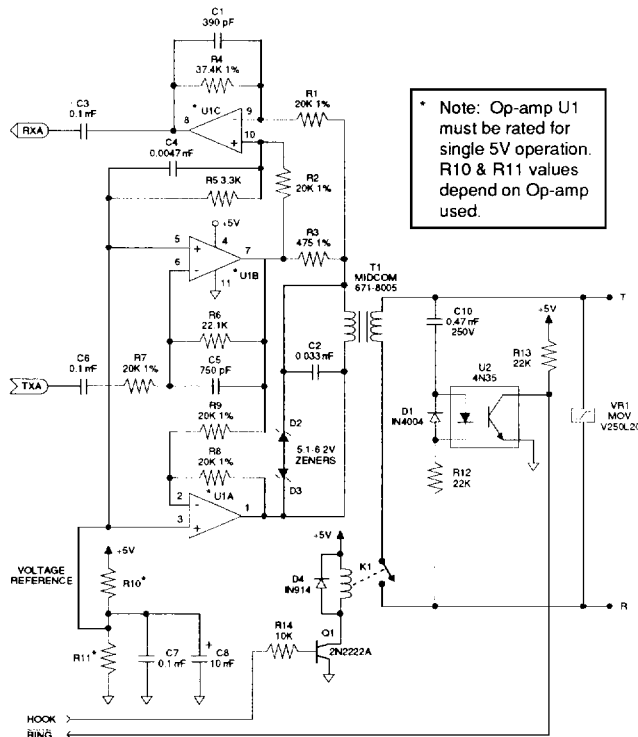 C1
390 pF
R4
37.4K 1%
R1
20K 1%
C3
0.1 mF
RXA
8
* U1C
9
-
10
+
C4
0.0047 mF
R2
20K 1%
R5 3.3K
+5V
R3
475 1%
5
+
4
7
6
-
11
* U1B
R6
22.1K
C6
0.1 mF
R7
20K 1%
TXA
C5
750 pF
C2
0.033 mF
R9
20K 1%
R8
20K 1%
D2
5.1-6.2V
ZENERS
D3
2
-
* U1A
1
3
+
VOLTAGE
REFERENCE
+5V
R10*
R11*
C7
0.1 mF
+
C8
10 mF
HOOK
RING
* Note: Op-amp U1
must be rated for
single 5V operation.
R10 & R11 values
depend on Op-amp
used.
T1
MIDCOM
671-8005
T
C10
0.47 mF
250V
+5V
R13
22K
U2
4N35
D1
IN4004
VR1
MOV
V250L20
R12
22K
+5V
D4
IN914
K1
R
R14
10K
Q1
2N2222A